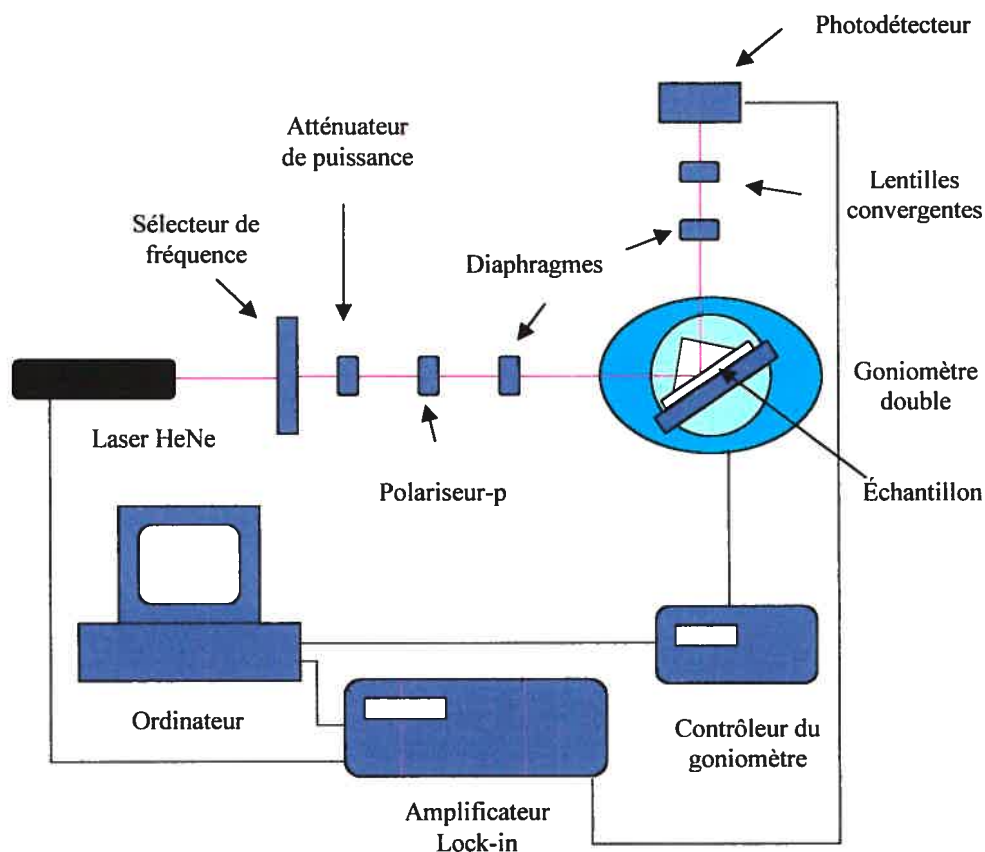 Photodétecteur
Atténuateur
de puissance
Lentilles
convergentes
Sélecteur de
fréquence
Diaphragmes
Goniomètre
double
Laser HeNe
Polariseur-p
Échantillon
Ordinateur
Contrôleur du
goniomètre
Amplificateur
Lock-in